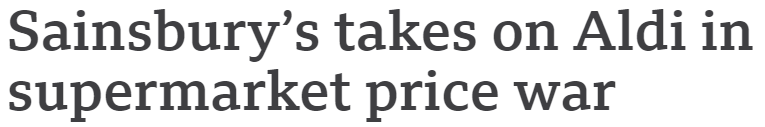 Sainsbury’s takes on Aldi in
supermarket price war